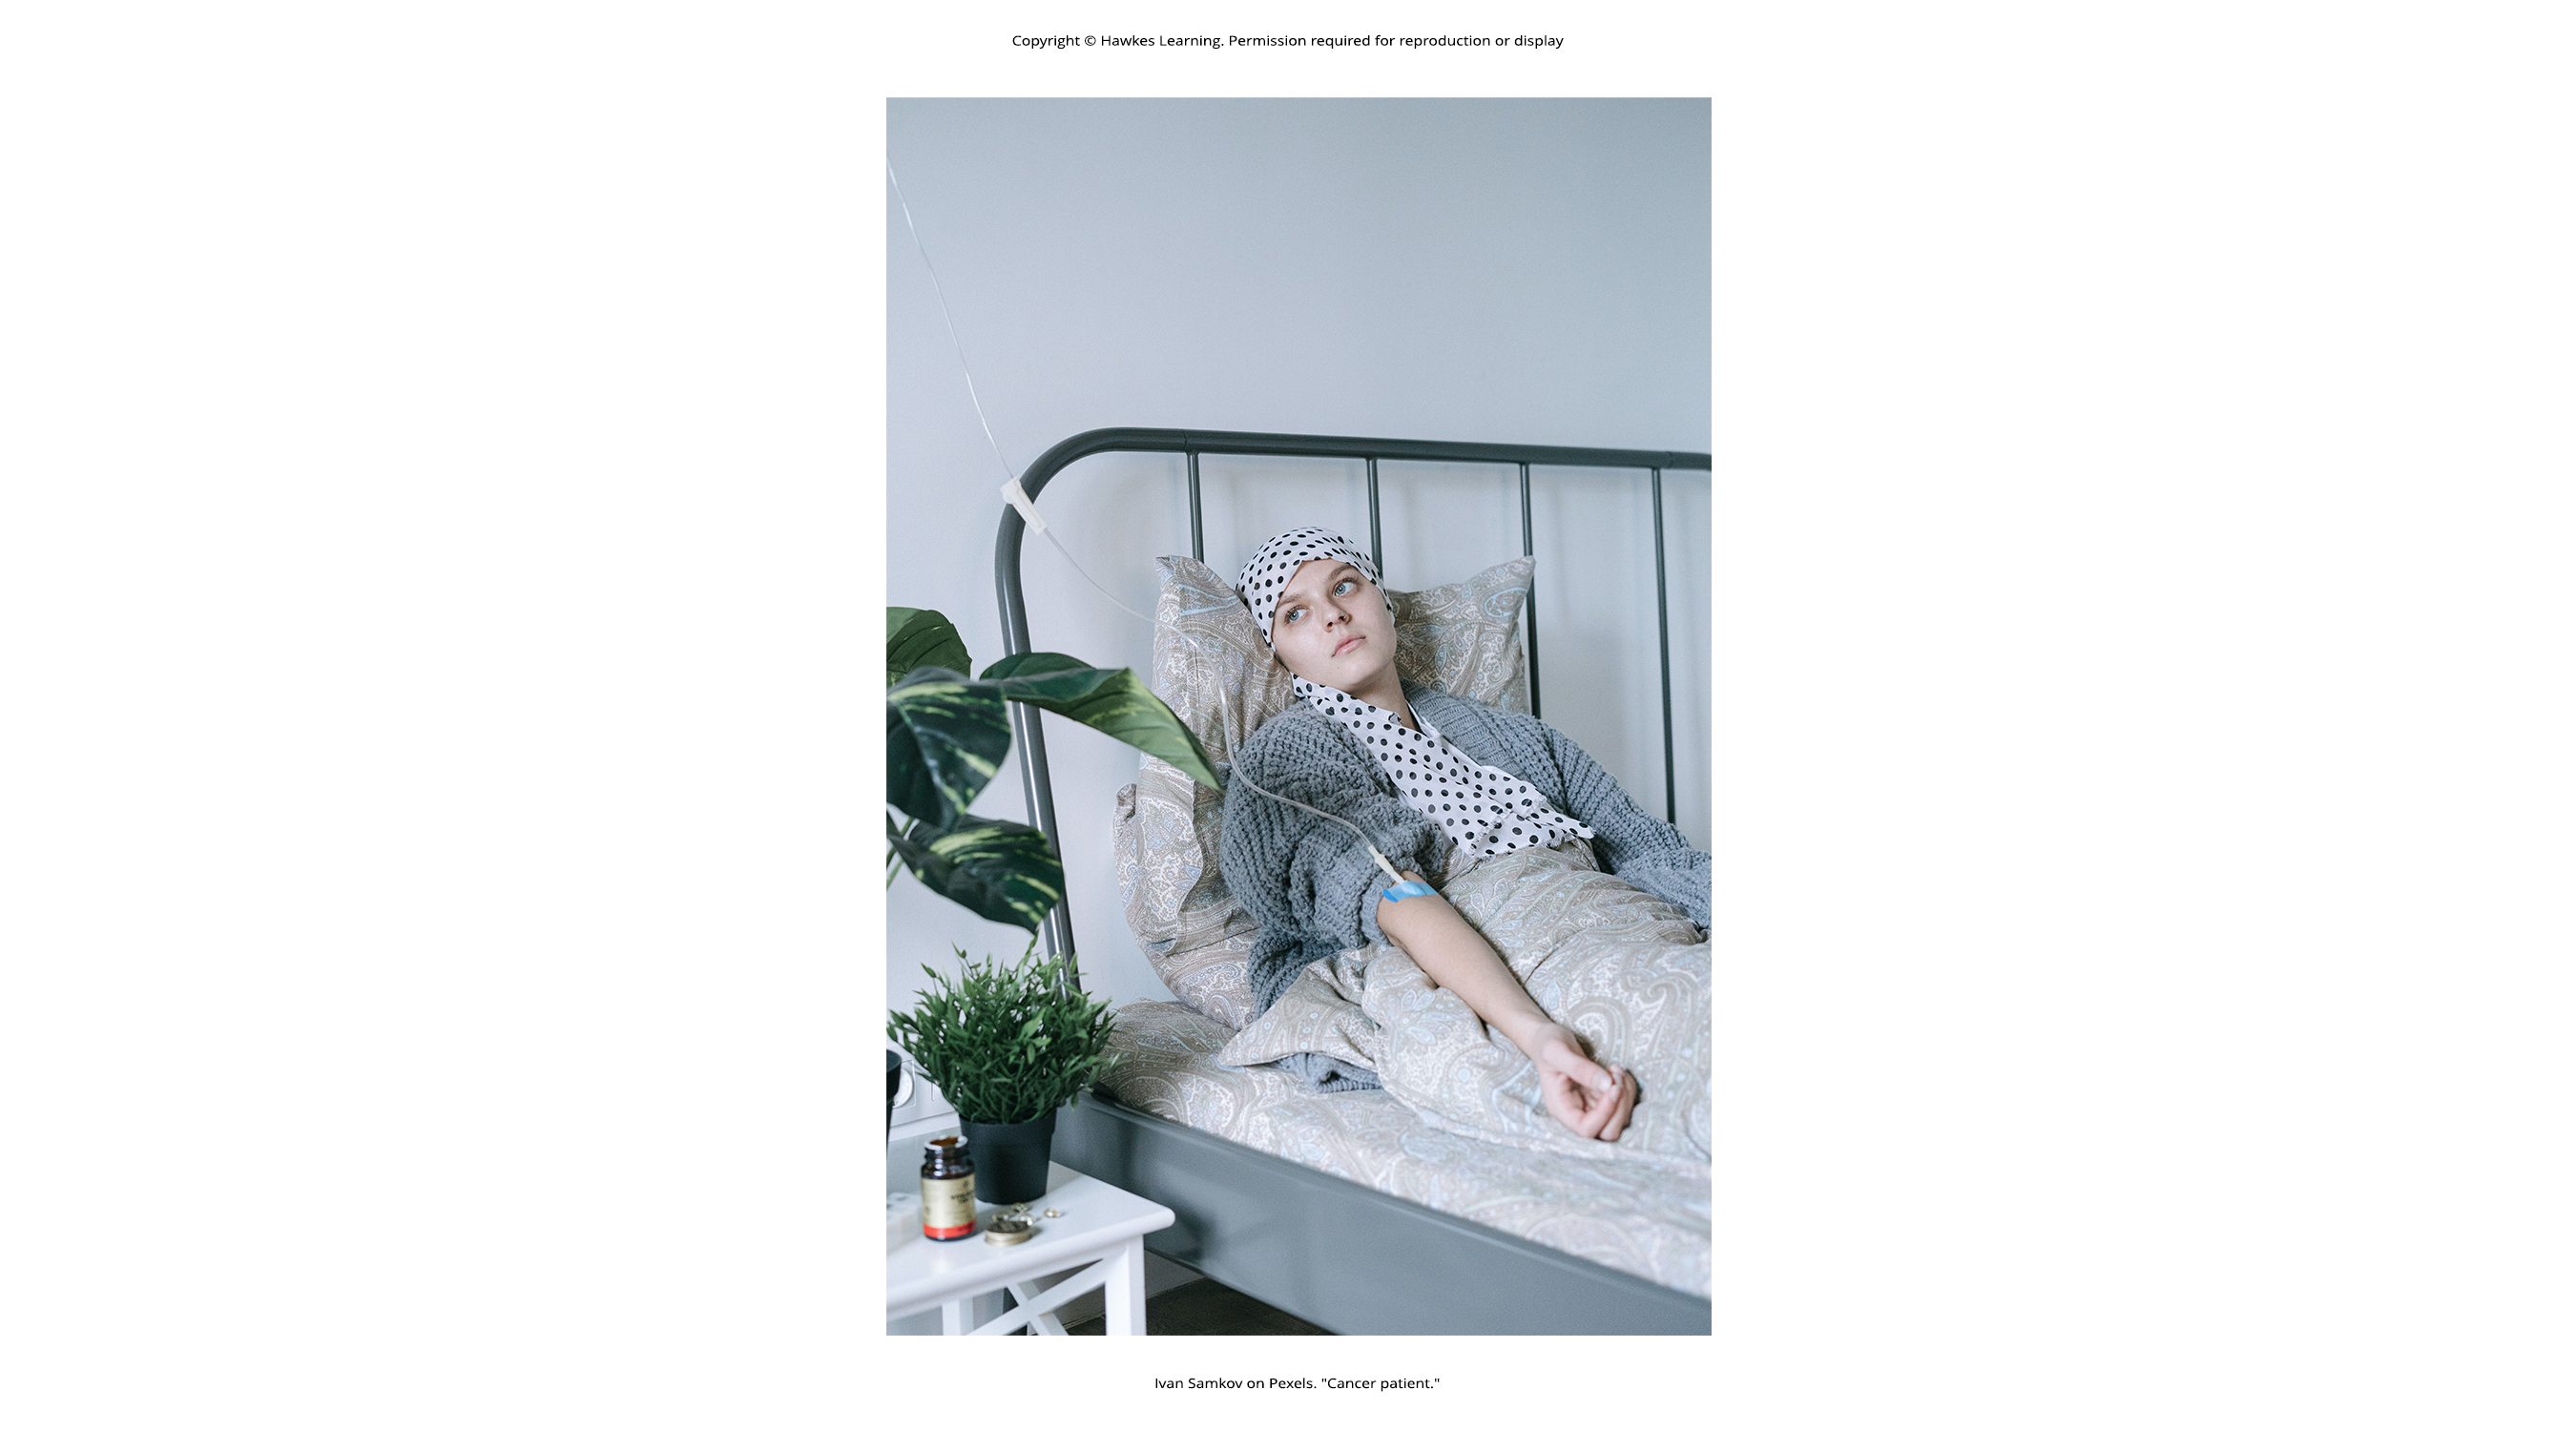 Copyright © Hawkes Learning. Permission required for reproduction or display
Ivan Samkov on Pexels. "Cancer patient."